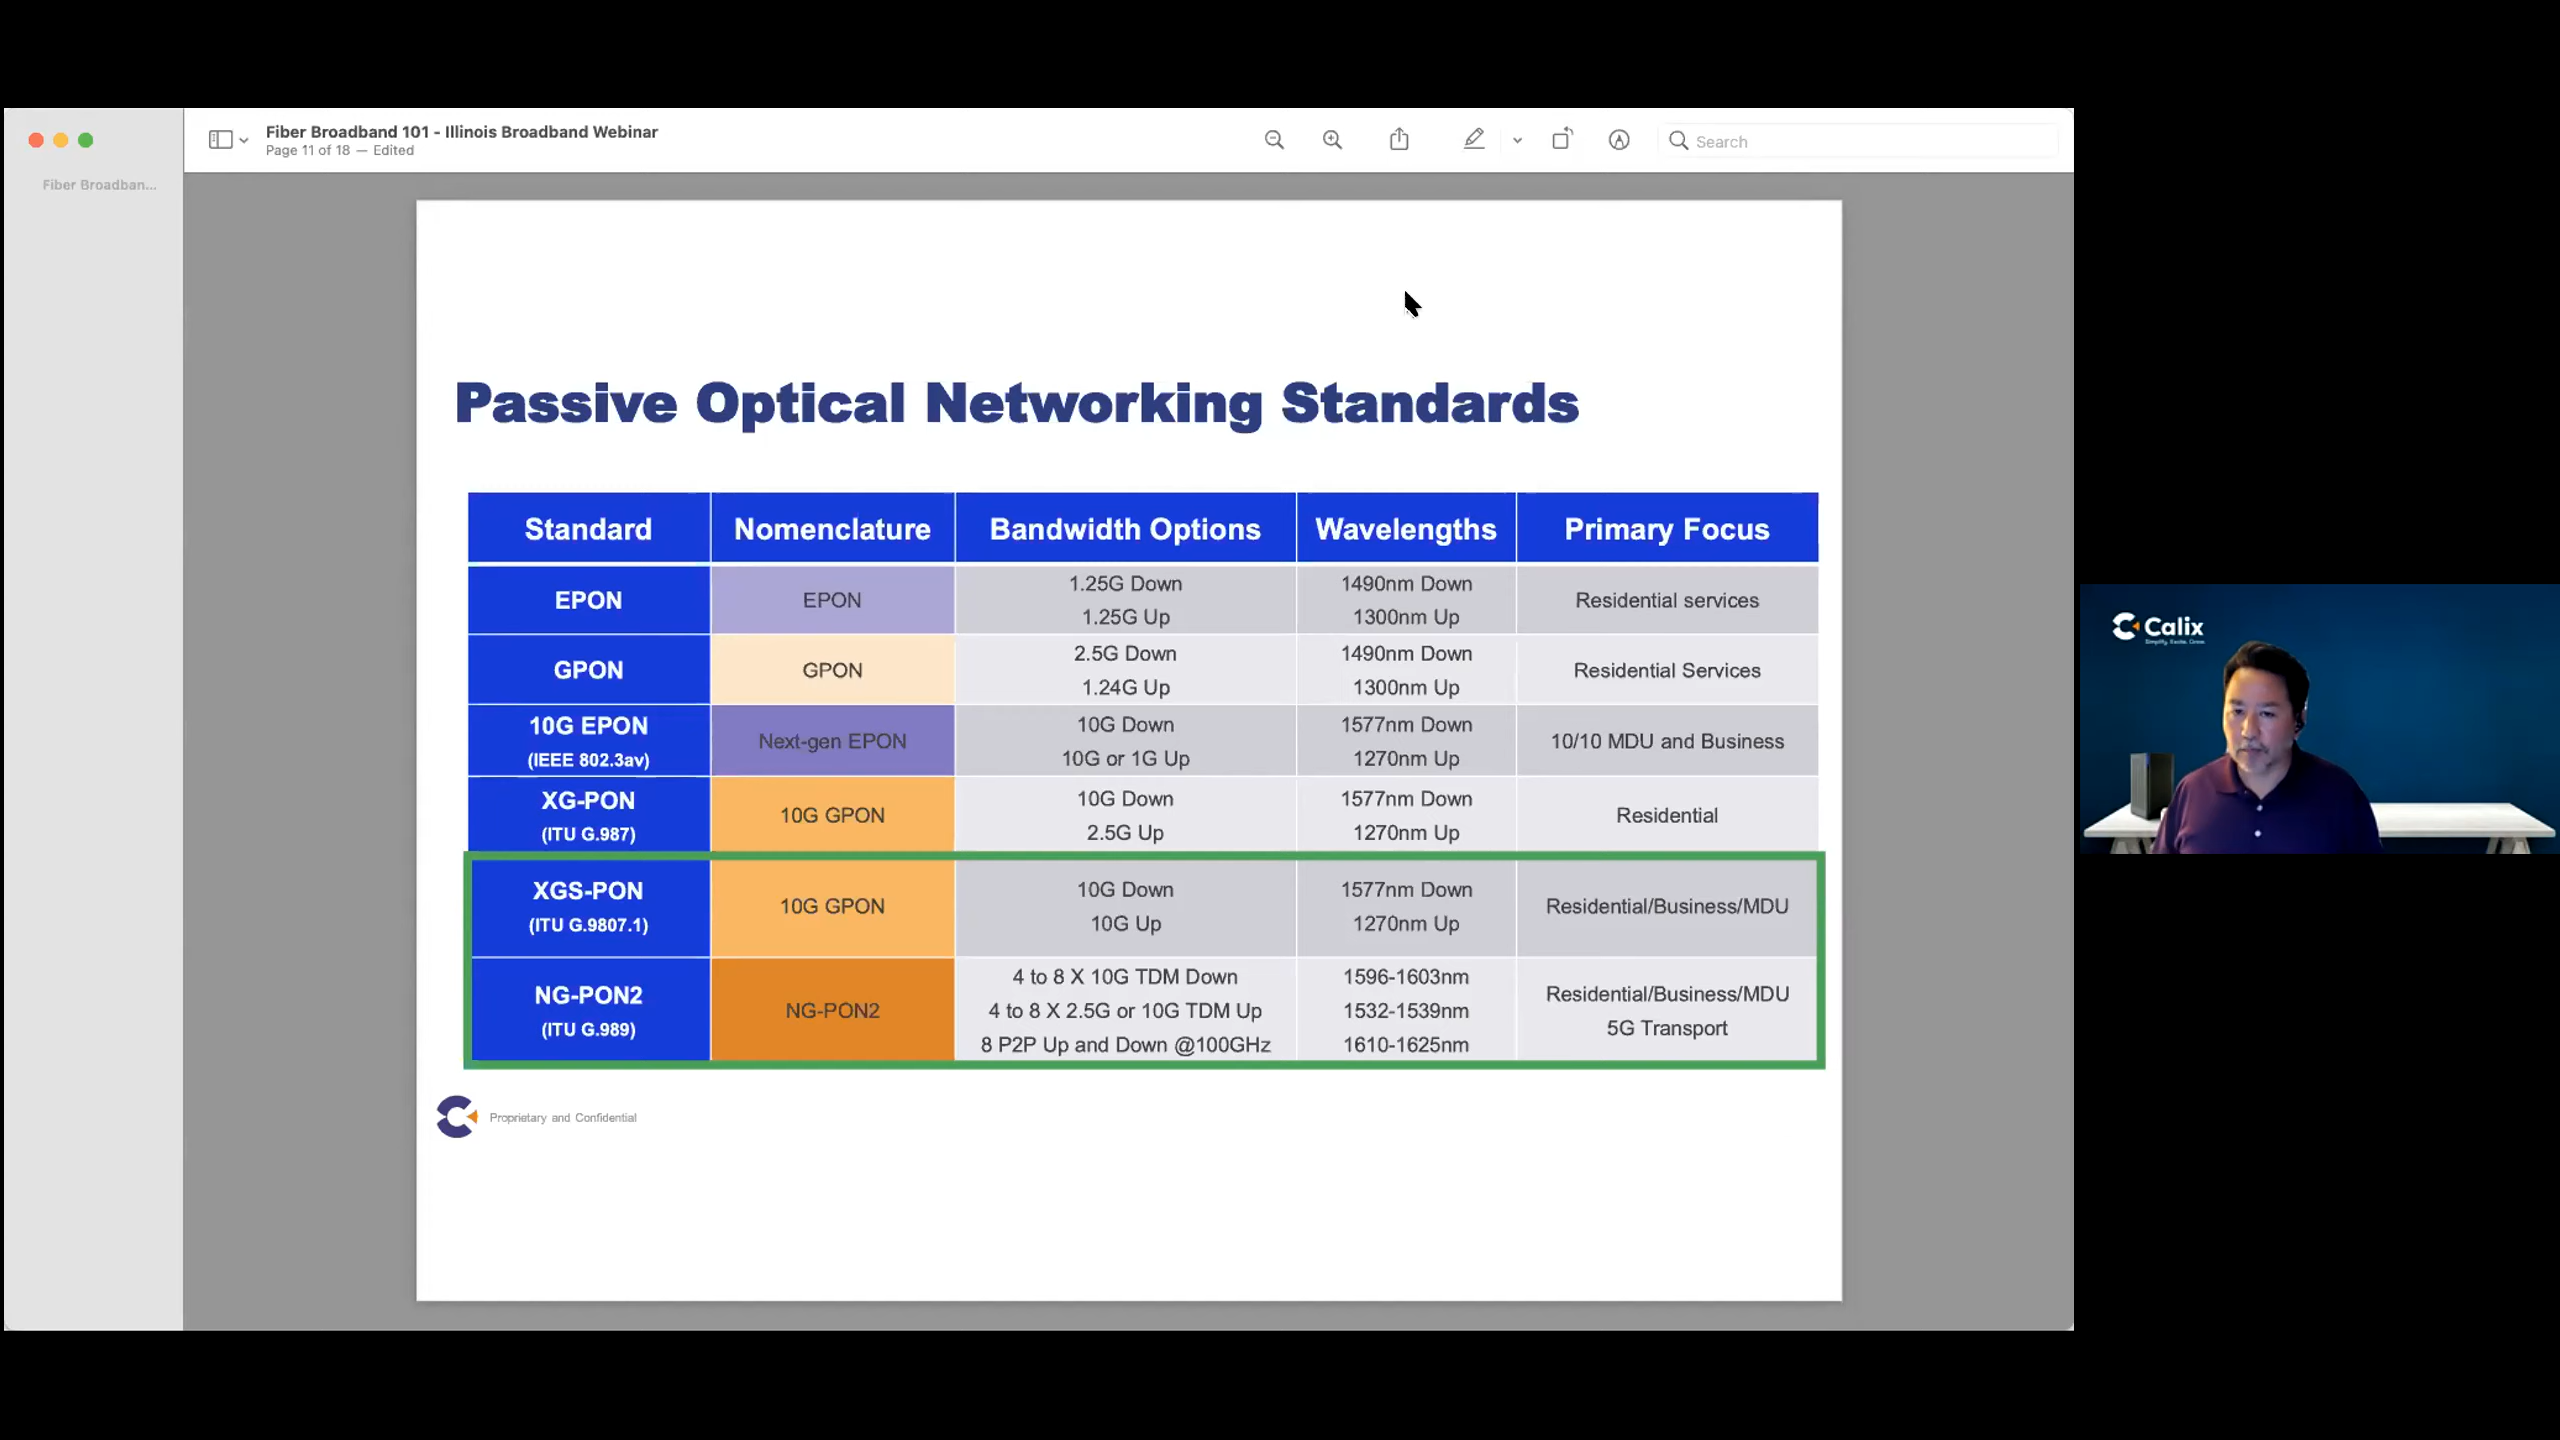 Fiber Broadband 101 - Illinois Broadband Webinar
Page 11 of 18 — Edited
Search
Fiber Broadban...
Passive Optical Networking Standards
Standard Nomenclature Bandwidth Options Wavelengths Primary Focus
EPON EPON 1.25G Down 1490nm Down Residential services
1.25G Up 1300nm Up
GPON GPON 2.5G Down 1490nm Down Residential Services
1.24G Up 1300nm Up
10G EPON Next-gen EPON 10G Down 1577nm Down 10/10 MDU and Business
(IEEE 802.3av) 10G or 1G Up 1270nm Up
XG-PON 10G GPON 10G Down 1577nm Down Residential
(ITU G.987) 2.5G Up 1270nm Up
XGS-PON 10G GPON 10G Down 1577nm Down Residential/Business/MDU
(ITU G.9807.1) 10G Up 1270nm Up
NG-PON2 NG-PON2 4 to 8 X 10G TDM Down 1596-1603nm Residential/Business/MDU
(ITU G.989) 4 to 8 X 2.5G or 10G TDM Up 1532-1539nm 5G Transport
8 P2P Up and Down @100GHz 1610-1625nm
Proprietary and Confidential
Calix